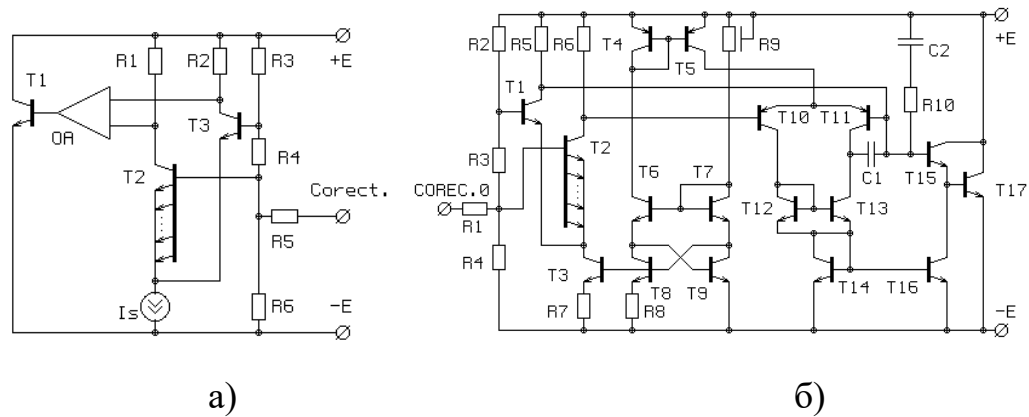 R1 R2 R3 +E
T1
OA
T3
R4
T2
Corect.
R5
Is R6 -E
а)
R2 R5 R6 T4 R9 +E
C2
T5
T1
R10
T10 T11
T2
R3
T6 T7 C1 T15
COREC.0
R1
T12 T13 T17
R4
T3 T8 T9 T14 T16
R7 R8 -E
б)